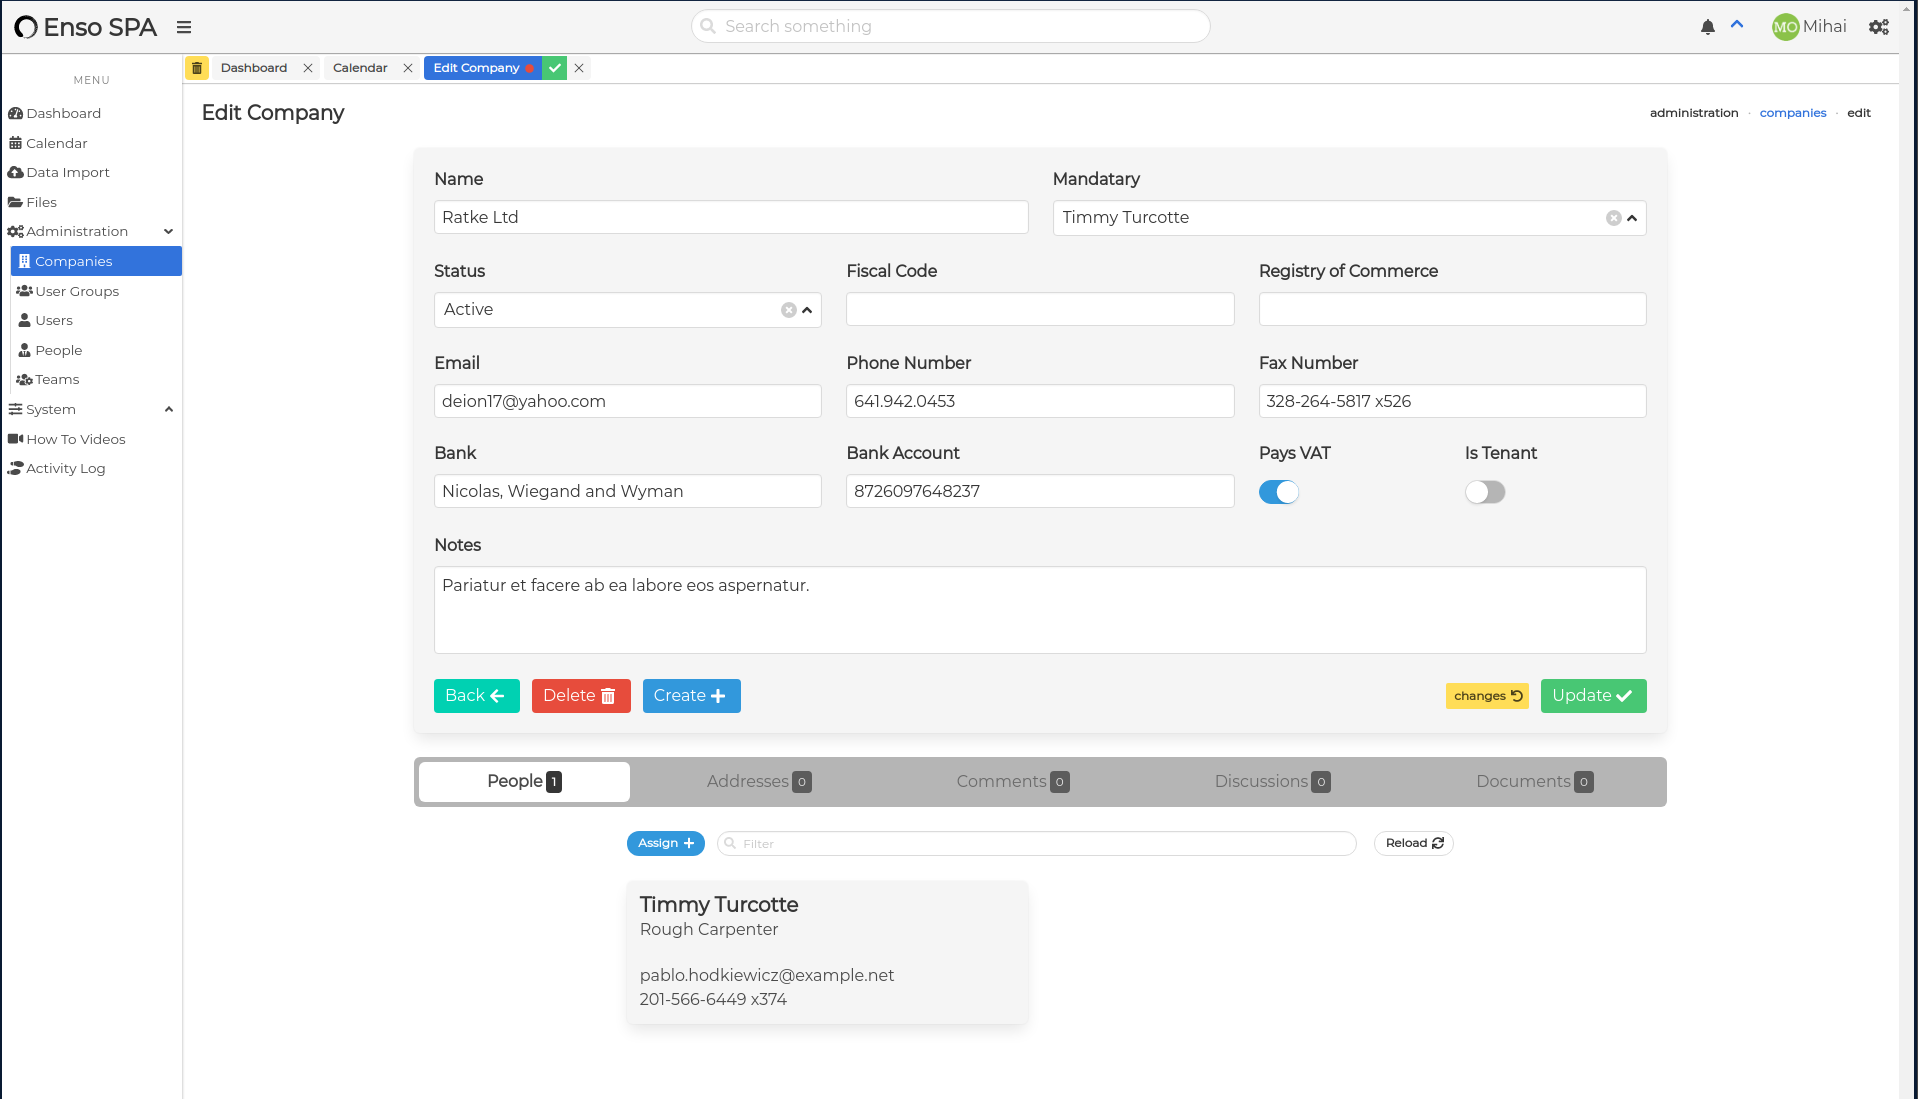 Enso SPA
Search something
MO Mihai
MENU
Dashboard
Calendar
Data Import
Files
Administration
Companies
User Groups
Users
People
Teams
System
How To Videos
Activity Log
Dashboard
Calendar
Edit Company
Edit Company
administration · companies · edit
Name
Ratke Ltd
Mandatary
Timmy Turcotte
Status
Active
Fiscal Code
Registry of Commerce
Email
deion17@yahoo.com
Phone Number
641.942.0453
Fax Number
328-264-5817 x526
Bank
Nicolas, Wiegand and Wyman
Bank Account
8726097648237
Pays VAT
Is Tenant
Notes
Pariatur et facere ab ea labore eos aspernatur.
Back
Delete
Create
changes
Update
People 1
Addresses 0
Comments 0
Discussions 0
Documents 0
Assign
Filter
Reload
Timmy Turcotte
Rough Carpenter
pablo.hodkiewicz@example.net
201-566-6449 x374